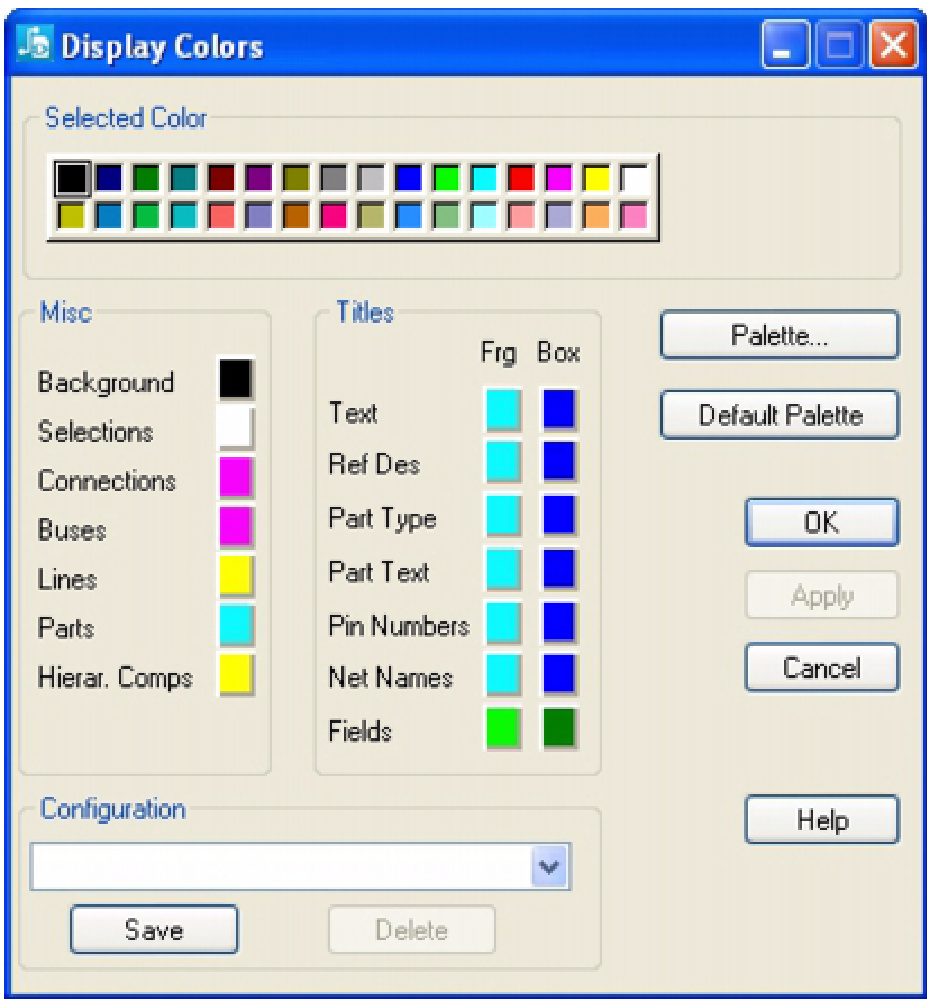 Display Colors
Selected Color
Misc
Background
Selections
Connections
Buses
Lines
Parts
Hierar. Comps
Titles
Frg Box
Text
Ref Des
Part Type
Part Text
Pin Numbers
Net Names
Fields
Palette...
Default Palette
OK
Apply
Cancel
Help
Configuration
Save Delete